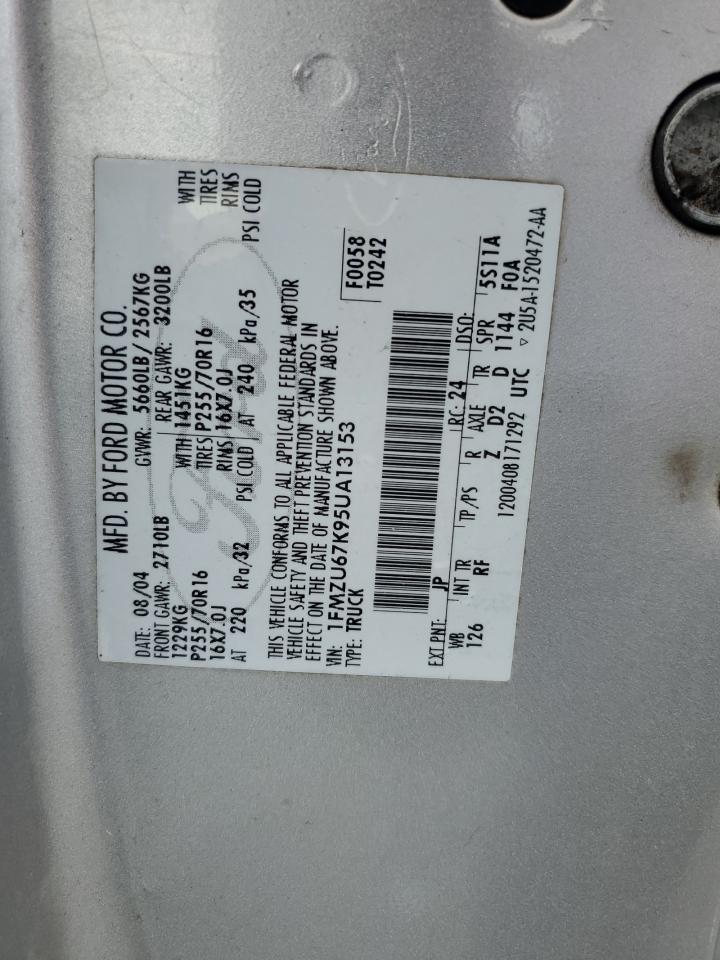 MFD. BY FORD MOTOR CO.
DATE: 08/04 GVWR: 5660LB / 2567KG
FRONT GAWR: 2710LB REAR GAWR: 3200LB
1229KG WITH 1451KG WITH
P255/70R16 TIRES P255/70R16 TIRES
16X7.0J RIMS 16X7.0J RIMS
AT 220 kPa/32 PSI COLD AT 240 kPa/35 PSI COLD
THIS VEHICLE CONFORMS TO ALL APPLICABLE FEDERAL MOTOR
VEHICLE SAFETY AND THEFT PREVENTION STANDARDS IN
EFFECT ON THE DATE OF MANUFACTURE SHOWN ABOVE.
VIN: 1FMZU67K95UA13153
TYPE: TRUCK
F0058
T0242
EXT PNT: JP RC: 24 DSO:
WB INT TR TP/PS R AXLE TR SPR 5S11A
126 RF Z D2 D 1144 F0A
1200408171292 UTC ▽ 2U5A-1520472-AA
Ford